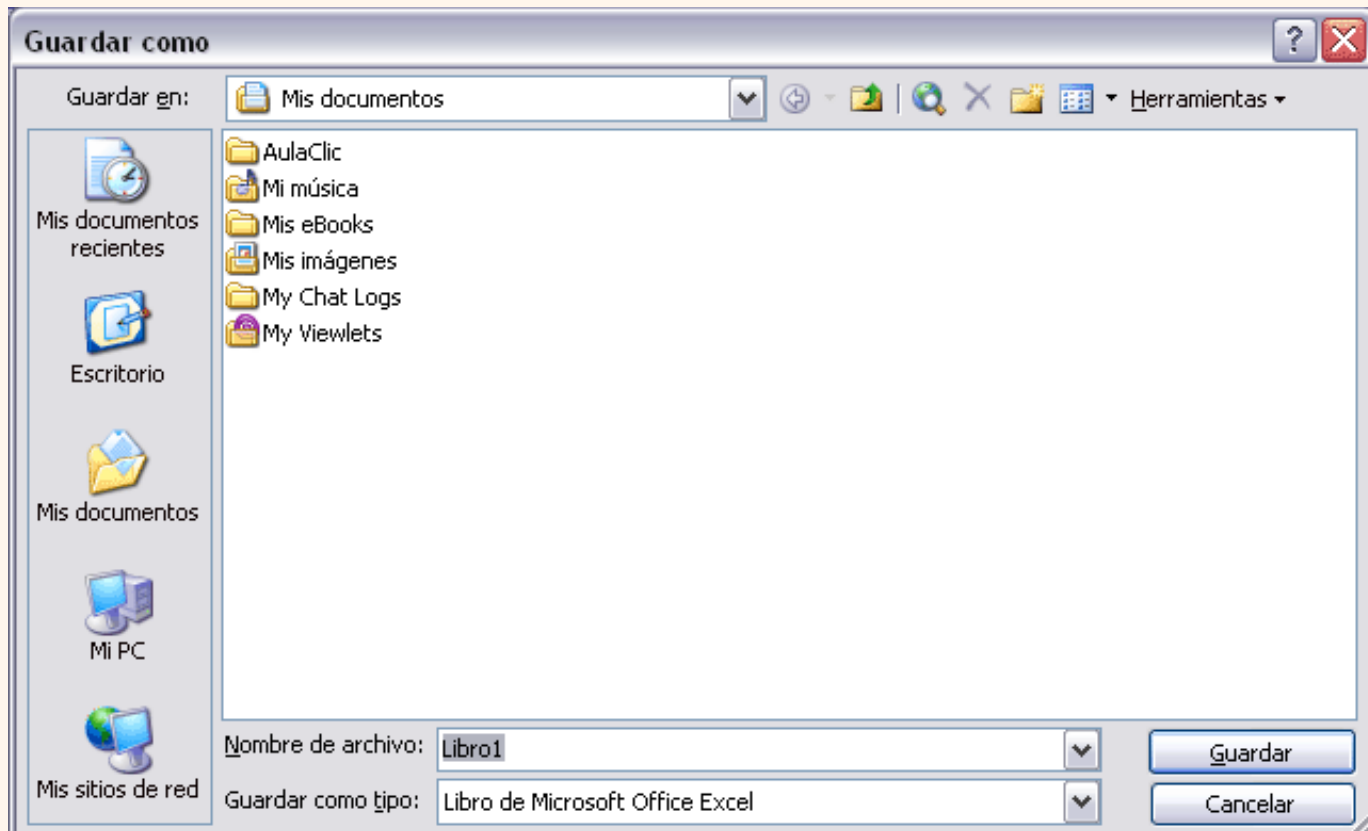 Guardar como
Guardar en:
Mis documentos
Herramientas
AulaClic
Mi música
Mis eBooks
Mis imágenes
My Chat Logs
My Viewlets
Mis documentos
recientes
Escritorio
Mis documentos
Mi PC
Mis sitios de red
Nombre de archivo:
Libro1
Guardar
Guardar como tipo:
Libro de Microsoft Office Excel
Cancelar